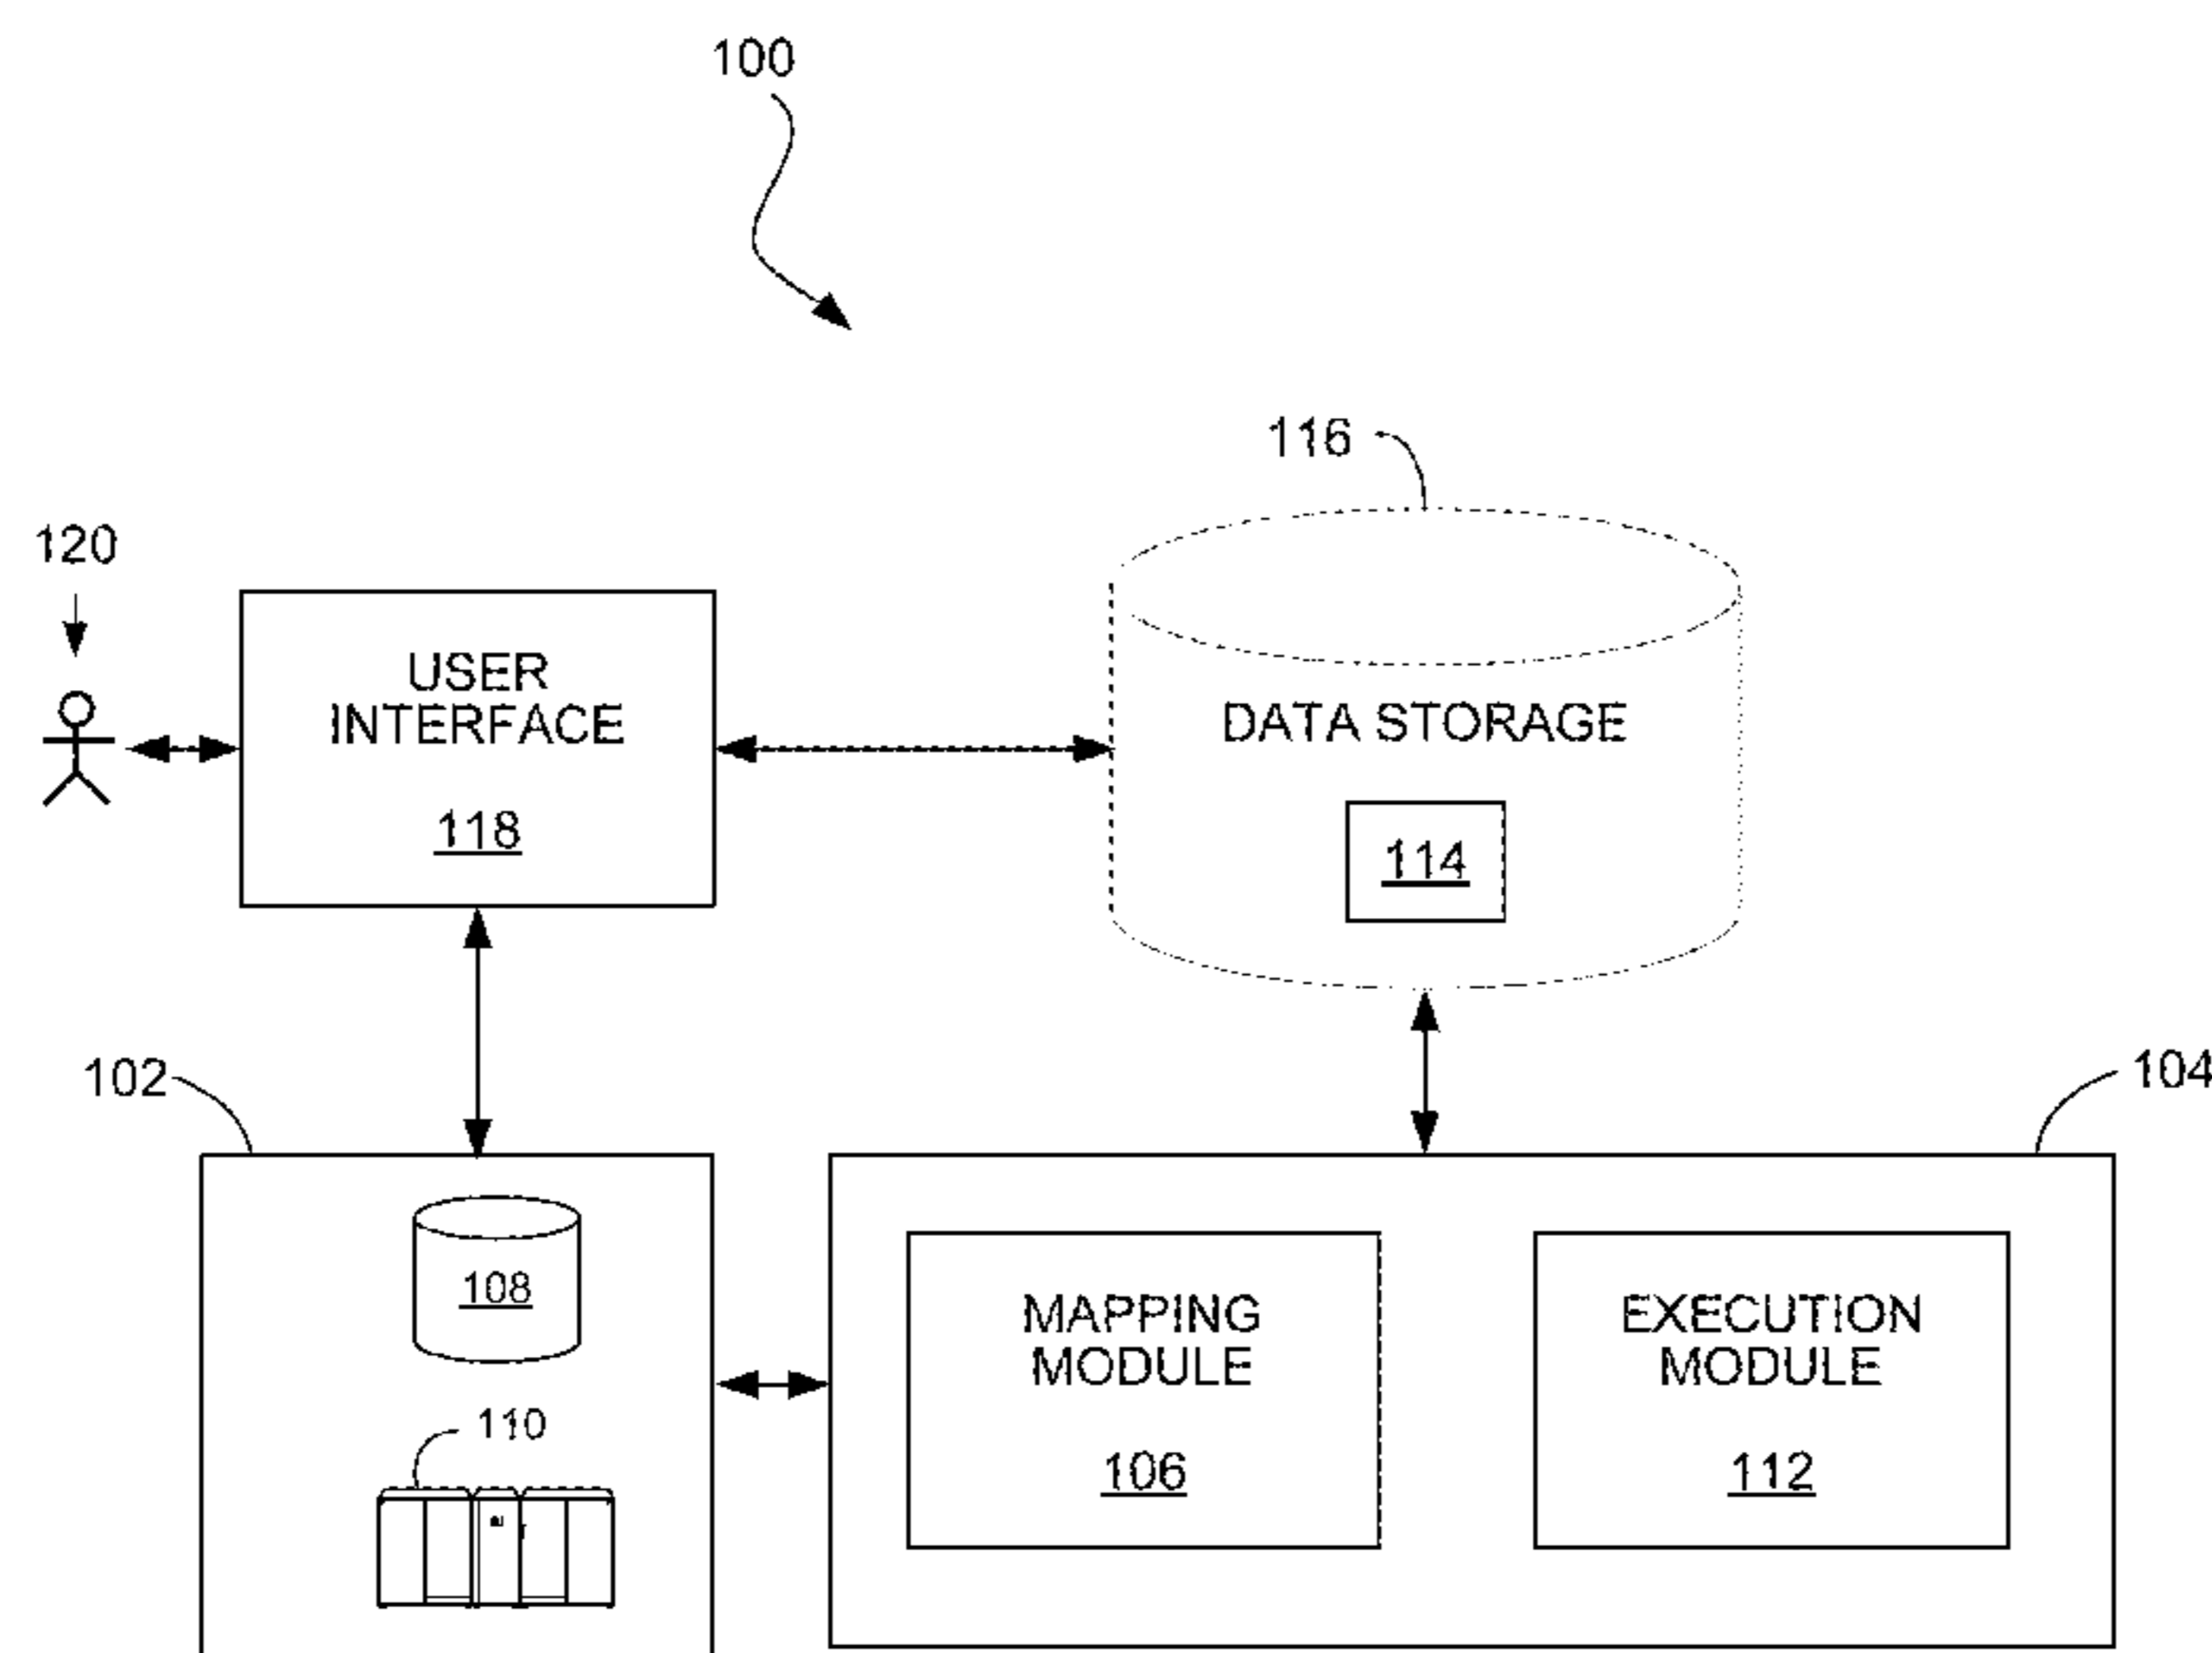 100
116
120
USER
INTERFACE
118
DATA STORAGE
114
102
104
108
110
MAPPING
MODULE
106
EXECUTION
MODULE
112